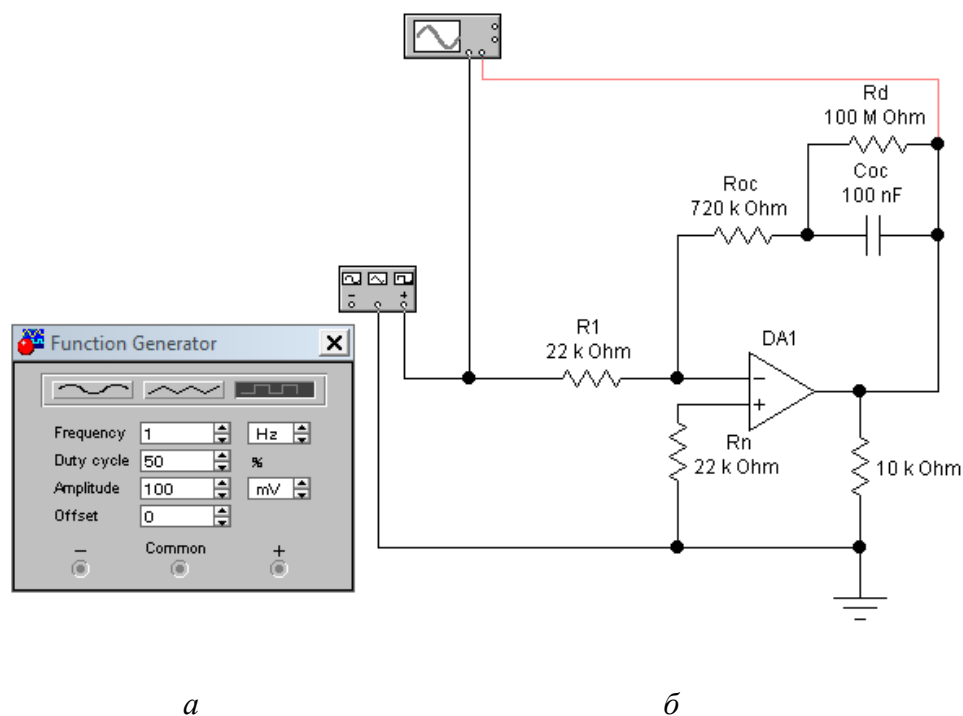 Rd
100 M Ohm
Coc
100 nF
Roc
720 k Ohm
- +
R1
22 k Ohm
DA1
-
+
Rn
22 k Ohm
10 k Ohm
Function Generator
Frequency 1 Hz
Duty cycle 50 %
Amplitude 100 mV
Offset 0
- Common +
а б